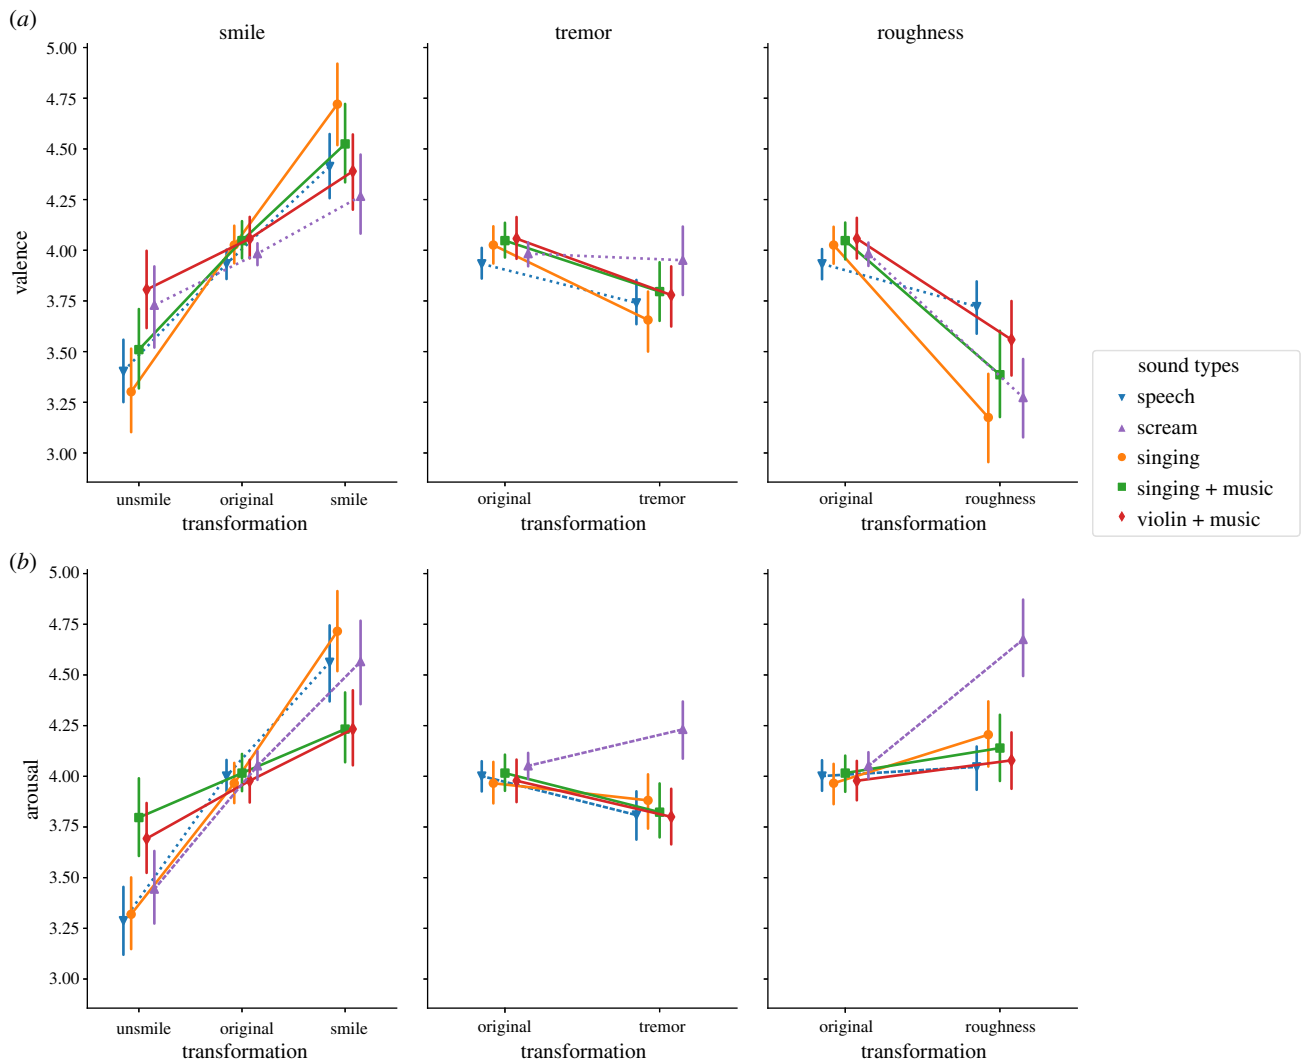 (a)
smile tremor roughness
5.00
4.75
4.50
4.25
4.00
3.75
3.50
3.25
3.00
valence
unsmile original smile
original tremor
original roughness
transformation transformation transformation
sound types
speech
scream
singing
singing + music
violin + music
(b)
5.00
4.75
4.50
4.25
4.00
3.75
3.50
3.25
3.00
arousal
unsmile original smile
original tremor
original roughness
transformation transformation transformation